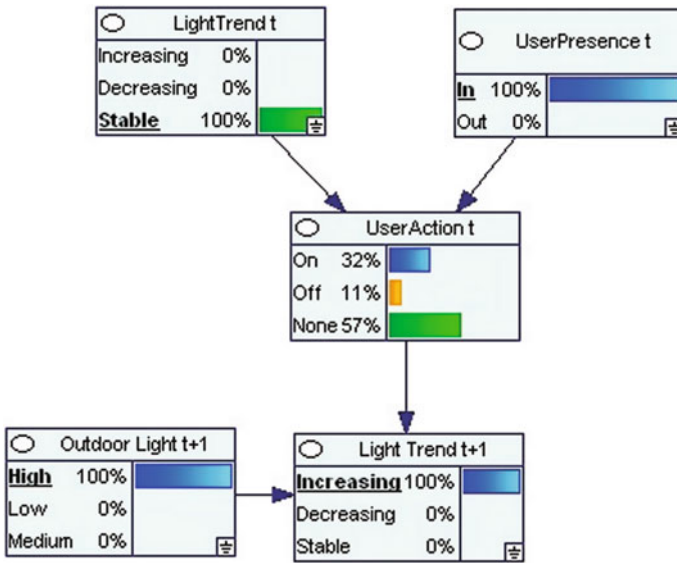 LightTrend t
Increasing 0%
Decreasing 0%
Stable 100%
UserPresence t
In 100%
Out 0%
UserAction t
On 32%
Off 11%
None 57%
Outdoor Light t+1
High 100%
Low 0%
Medium 0%
Light Trend t+1
Increasing 100%
Decreasing 0%
Stable 0%